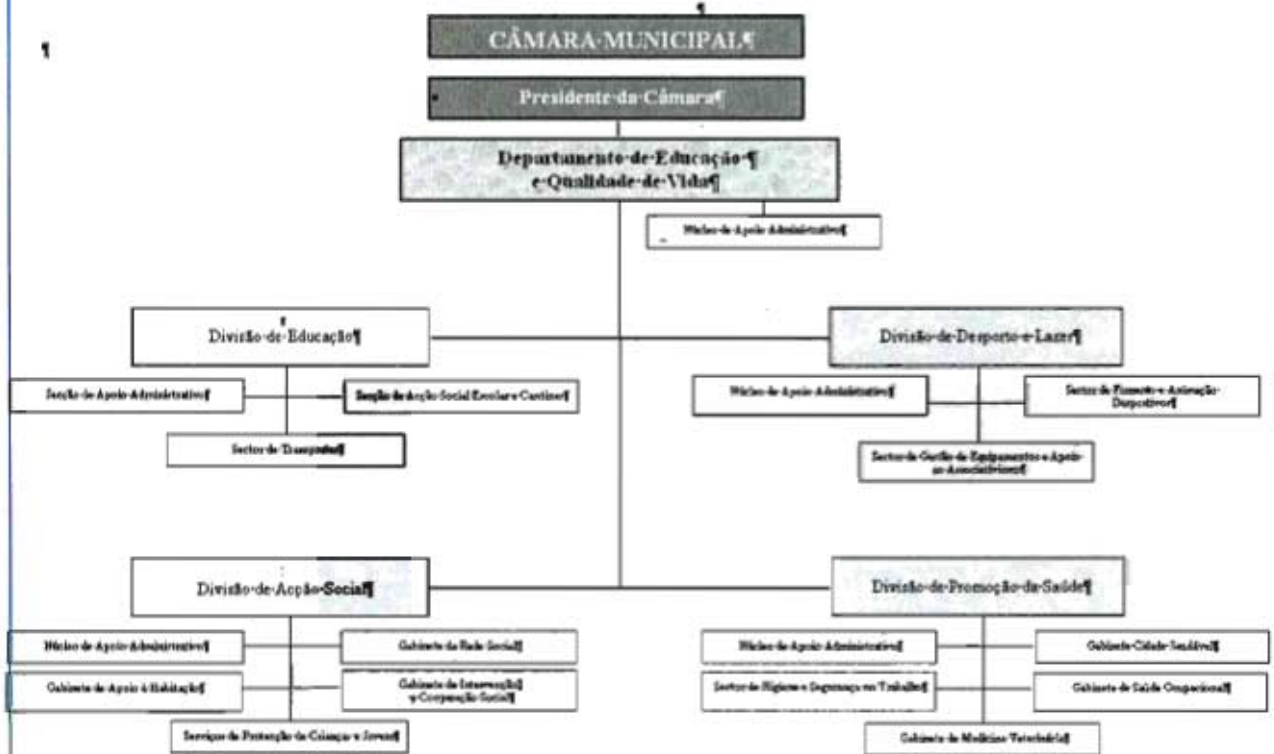 ¶
¶
CÂMARA·MUNICIPAL¶
Presidente·da·Câmara¶
Departamento·de·Educação·¶
e·Qualidade·de·Vida¶
Núcleo·de·Apoio·Administrativo¶
¶
Divisão·de·Educação¶
Divisão·de·Desporto·e·Lazer¶
Secção·de·Apoio·Administrativo¶
Secção·de·Acção·Social·Escolar·e·Cantinas¶
Núcleo·de·Apoio·Administrativo¶
Sector·de·Fomento·e·Animação·
Desportivos¶
Sector·de·Transportes¶
Sector·de·Gestão·de·Equipamentos·e·Apoio·
ao·Associativismo¶
Divisão·de·Acção·Social¶
Divisão·de·Promoção·da·Saúde¶
Núcleo·de·Apoio·Administrativo¶
Gabinete·da·Rede·Social¶
Núcleo·de·Apoio·Administrativo¶
Gabinete·Cidade·Saudável¶
Gabinete·de·Apoio·à·Habitação¶
Gabinete·de·Intervenção¶
e·Cooperação·Social¶
Sector·de·Higiene·e·Segurança·no·Trabalho¶
Gabinete·de·Saúde·Ocupacional¶
Serviços·de·Protecção·de·Crianças·e·Jovens¶
Gabinete·de·Medicina·Veterinária¶